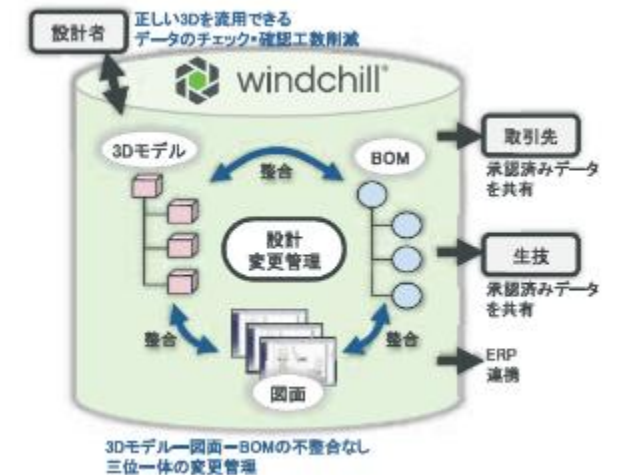 設計者
正しい3Dを流用できる
データのチェック・確認工数削減
windchill®
3Dモデル
整合
BOM
設計
変更管理
整合
整合
図面
取引先
承認済みデータ
を共有
生技
承認済みデータ
を共有
ERP
連携
3Dモデルー図面ーBOMの不整合なし
三位一体の変更管理